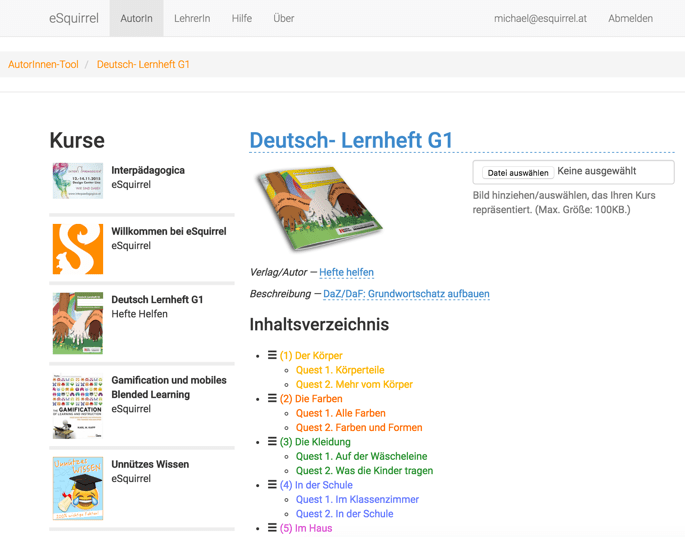 eSquirrel AutorIn LehrerIn Hilfe Über michael@esquirrel.at Abmelden
AutorInnen-Tool / Deutsch- Lernheft G1
Kurse
Interpädagogica
eSquirrel
Willkommen bei eSquirrel
eSquirrel
Deutsch Lernheft G1
Hefte Helfen
Gamification und mobiles
Blended Learning
eSquirrel
THE GAMIFICATION
Unnützes Wissen
eSquirrel
Deutsch- Lernheft G1
Datei auswählen Keine ausgewählt
Bild hinziehen/auswählen, das Ihren Kurs
repräsentiert. (Max. Größe: 100KB.)
Verlag/Autor — Hefte helfen
Beschreibung — DaZ/DaF: Grundwortschatz aufbauen
Inhaltsverzeichnis
(1) Der Körper
Quest 1. Körperteile
Quest 2. Mehr vom Körper
(2) Die Farben
Quest 1. Alle Farben
Quest 2. Farben und Formen
(3) Die Kleidung
Quest 1. Auf der Wäscheleine
Quest 2. Was die Kinder tragen
(4) In der Schule
Quest 1. Im Klassenzimmer
Quest 2. In der Schule
(5) Im Haus